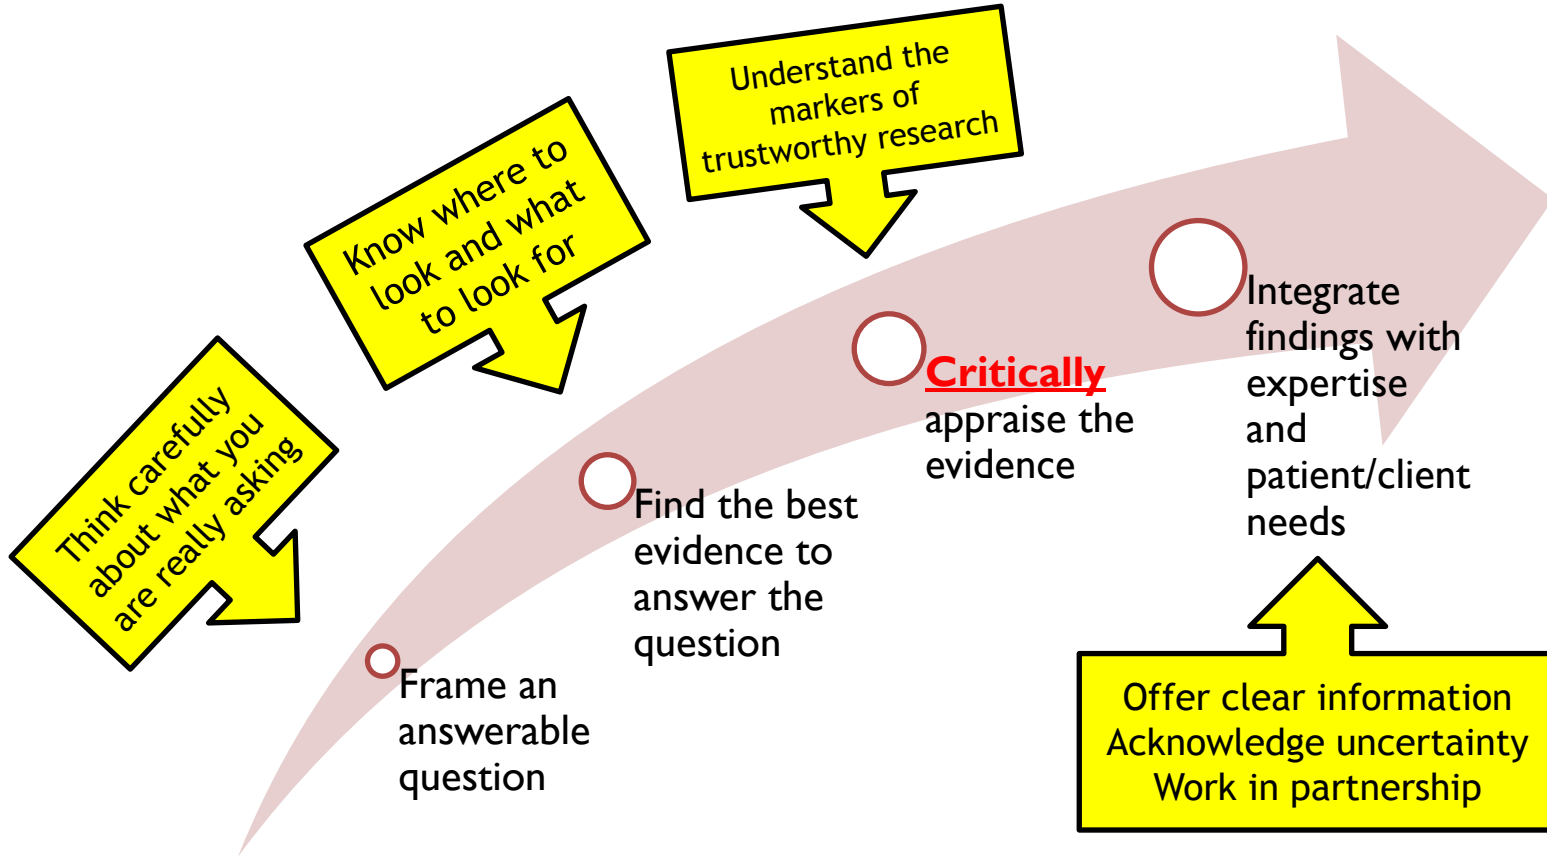 Understand the
markers of
trustworthy research
Know where to
look and what
to look for
Think carefully
about what you
are really asking
Frame an
answerable
question
Find the best
evidence to
answer the
question
Critically
appraise the
evidence
Integrate
findings with
expertise
and
patient/client
needs
Offer clear information
Acknowledge uncertainty
Work in partnership